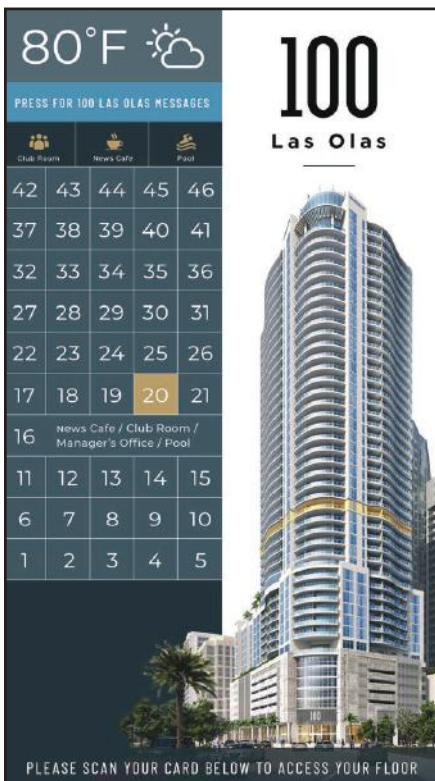 80°F
PRESS FOR 100 LAS OLAS MESSAGES
Club Room News Cafe Pool
42 43 44 45 46
37 38 39 40 41
32 33 34 35 36
27 28 29 30 31
22 23 24 25 26
17 18 19 20 21
16 News Cafe / Club Room /
Manager's Office / Pool
11 12 13 14 15
6 7 8 9 10
1 2 3 4 5
100
Las Olas
100
PLEASE SCAN YOUR CARD BELOW TO ACCESS YOUR FLOOR